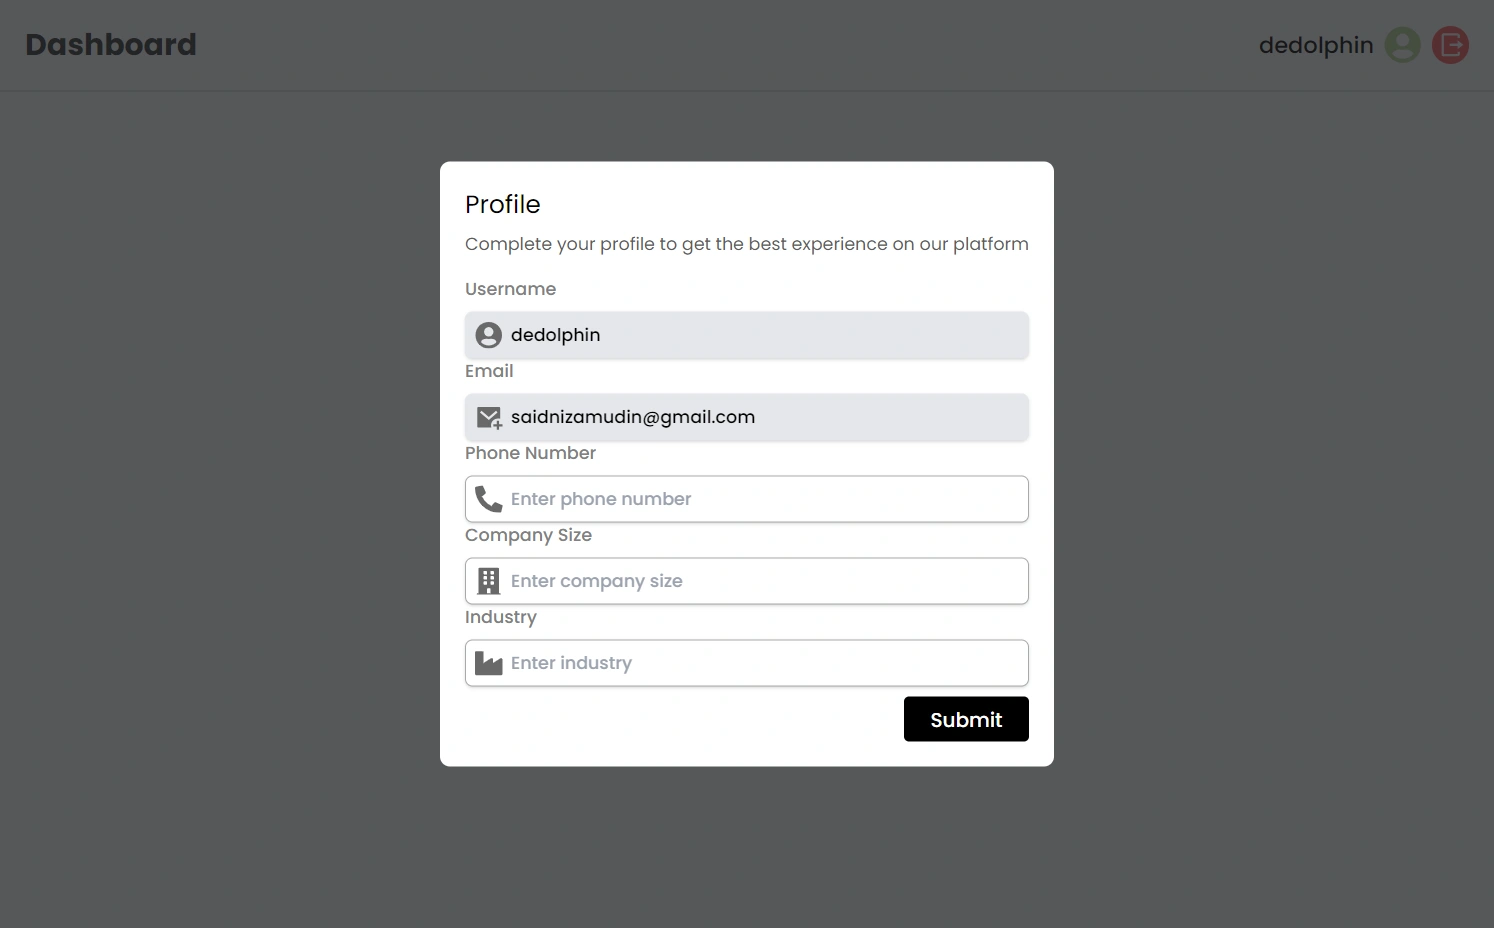 Dashboard
dedolphin
Profile
Complete your profile to get the best experience on our platform
Username
dedolphin
Email
saidnizamudin@gmail.com
Phone Number
Enter phone number
Company Size
Enter company size
Industry
Enter industry
Submit